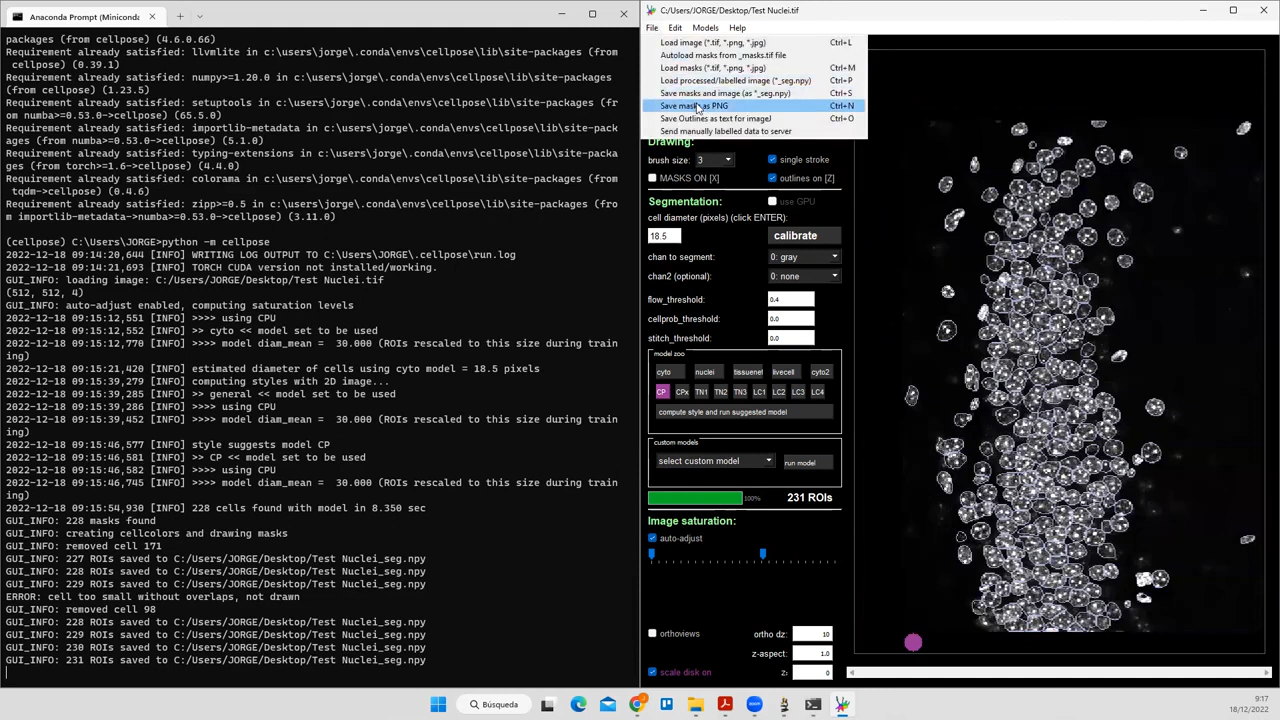 Anaconda Prompt (Miniconda
C:/Users/JORGE/Desktop/Test Nuclei.tif
File Edit Models Help
packages (from cellpose) (4.6.0.66)
Requirement already satisfied: llvmlite in c:\users\jorge\.conda\envs\cellpose\lib\site-packages (from numba>=0.53.0->cellpose)
(0.39.1)
Requirement already satisfied: numpy>=1.20.0 in c:\users\jorge\.conda\envs\cellpose\lib\site-packages
(1.23.5)
Requirement already satisfied: setuptools in c:\users\jorge\.conda\envs\cellpose\lib\site-packages (from
m numba>=0.53.0->cellpose) (65.5.0)
Requirement already satisfied: importlib-metadata in c:\users\jorge\.conda\envs\cellpose\lib\site-pack
ages (from numba>=0.53.0->cellpose) (5.1.0)
Requirement already satisfied: typing-extensions in c:\users\jorge\.conda\envs\cellpose\lib\site-packa
ges (from torch>=1.6->cellpose) (4.4.0)
Requirement already satisfied: colorama in c:\users\jorge\.conda\envs\cellpose\lib\site-packages (from
tqdm->cellpose) (0.4.6)
Requirement already satisfied: zipp>=0.5 in c:\users\jorge\.conda\envs\cellpose\lib\site-packages (fro
m importlib-metadata->numba>=0.53.0->cellpose) (3.11.0)
(cellpose) C:\Users\JORGE>python -m cellpose
2022-12-18 09:14:20,644 [INFO] WRITING LOG OUTPUT TO C:\Users\JORGE\.cellpose\run.log
2022-12-18 09:14:20,659 [INFO] TORCH CUDA version not installed/working.
GUI_INFO: loading image: C:/Users/JORGE/Desktop/Test Nuclei.tif
(512, 512, 4)
GUI_INFO: auto-adjust enabled, computing saturation levels
2022-12-18 09:15:12,551 [INFO] >>>> using CPU
2022-12-18 09:15:12,552 [INFO] >> cyto << model set to be used
2022-12-18 09:15:12,770 [INFO] >>>> model diam_mean = 30.000 (ROIs rescaled to this size during train
ing)
2022-12-18 09:15:21,420 [INFO] estimated diameter of cells using cyto model = 18.5 pixels
2022-12-18 09:15:33,279 [INFO] computing styles with 2D image...
2022-12-18 09:15:39,285 [INFO] >> general << model set to be used
2022-12-18 09:15:39,286 [INFO] >>>> using CPU
2022-12-18 09:15:39,452 [INFO] >>>> model diam_mean = 30.000 (ROIs rescaled to this size during train
ing)
2022-12-18 09:15:46,577 [INFO] style suggests model CP
2022-12-18 09:15:46,581 [INFO] >> CP << model set to be used
2022-12-18 09:15:46,582 [INFO] >>>> using CPU
2022-12-18 09:15:46,745 [INFO] >>>> model diam_mean = 30.000 (ROIs rescaled to this size during train
ing)
2022-12-18 09:15:54,930 [INFO] 228 cells found with model in 8.350 sec
GUI_INFO: 228 masks found
GUI_INFO: creating cellcolors and drawing masks
GUI_INFO: removed cell 171
GUI_INFO: 227 ROIs saved to C:/Users/JORGE/Desktop/Test Nuclei_seg.npy
GUI_INFO: 228 ROIs saved to C:/Users/JORGE/Desktop/Test Nuclei_seg.npy
GUI_INFO: 229 ROIs saved to C:/Users/JORGE/Desktop/Test Nuclei_seg.npy
ERROR: cell too small without overlaps, not drawn
GUI_INFO: removed cell 98
GUI_INFO: 228 ROIs saved to C:/Users/JORGE/Desktop/Test Nuclei_seg.npy
GUI_INFO: 229 ROIs saved to C:/Users/JORGE/Desktop/Test Nuclei_seg.npy
GUI_INFO: 230 ROIs saved to C:/Users/JORGE/Desktop/Test Nuclei_seg.npy
GUI_INFO: 231 ROIs saved to C:/Users/JORGE/Desktop/Test Nuclei_seg.npy
Load image (*.tif, *.png, *.jpg) Ctrl+L
Autoload masks from _masks.tif file
Load masks (*.tif, *.png, *.jpg) Ctrl+M
Load processed/labelled image (*_seg.npy) Ctrl+P
Save masks and image (as *_seg.npy) Ctrl+S
Save masks as PNG Ctrl+N
Save Outlines as text for imageJ Ctrl+O
Send manually labelled data to server
Drawing:
brush size: 3 single stroke
MASKS ON [X] outlines on [Z]
Segmentation: use GPU
cell diameter (pixels) (click ENTER):
18.5 calibrate
chan to segment: 0: gray
chan2 (optional): 0: none
flow_threshold: 0.4
cellprob_threshold: 0.0
stitch_threshold: 0.0
model zoo
cyto nuclei tissuenet livecell cyto2
CP CPx TN1 TN2 TN3 LC1 LC2 LC3 LC4
compute style and run suggested model
custom models
select custom model run model
100% 231 ROIs
Image saturation:
auto-adjust
orthoviews ortho dz: 10
z-aspect: 1.0
scale disk on z: 0
Búsqueda
9:17
18/12/2022